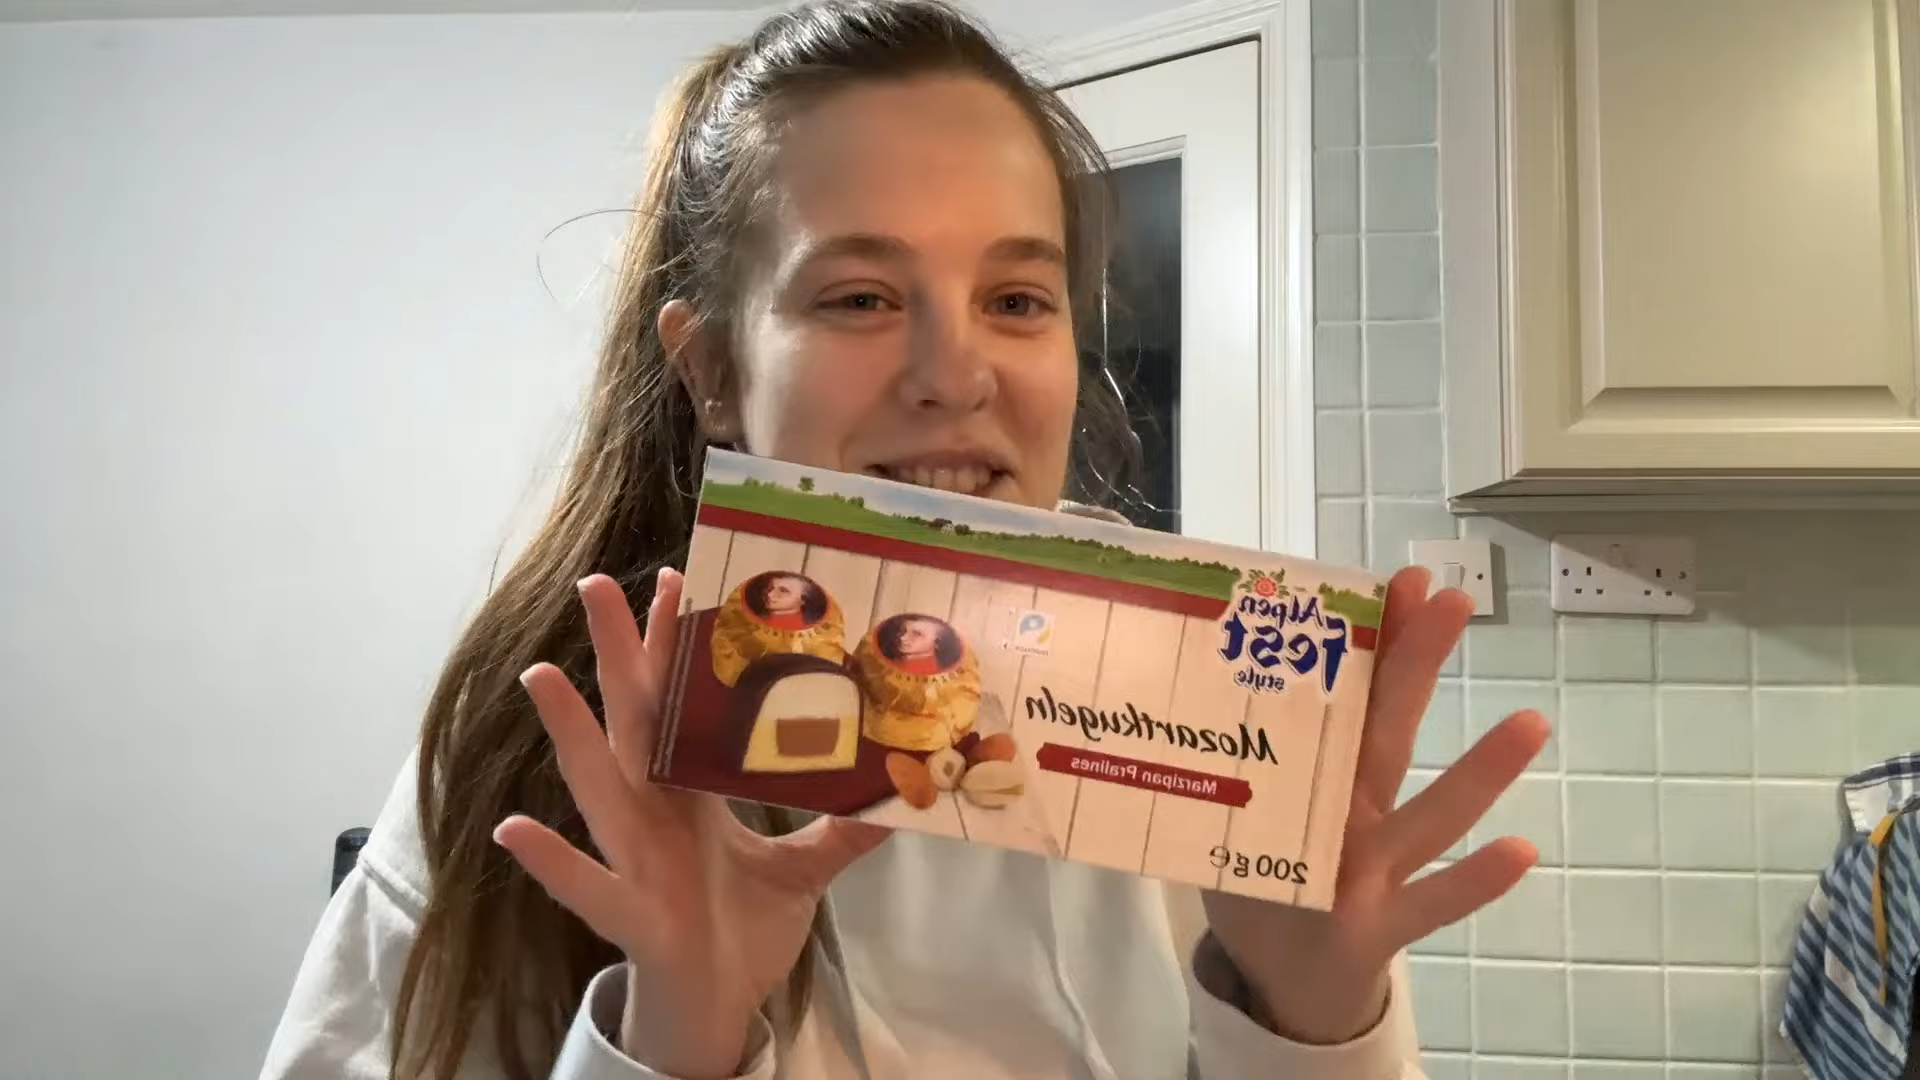 Alpen
fest
style
Mozartkugeln
Marzipan Pralines
200 g e